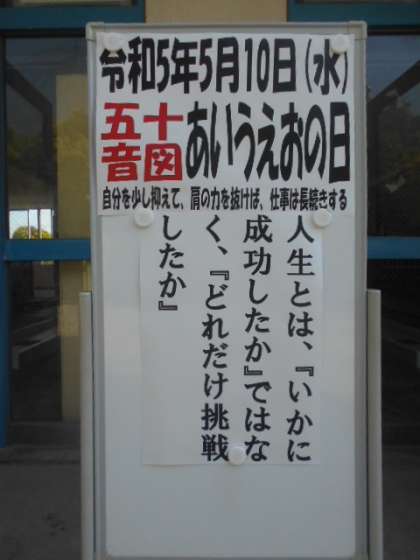 令和5年5月10日(水)
五十音図あいうえおの日
自分を少し抑えて、肩の力を抜けば、仕事は長続きする
人生とは、『いかに
成功したか』ではな
く、『どれだけ挑戦
したか』